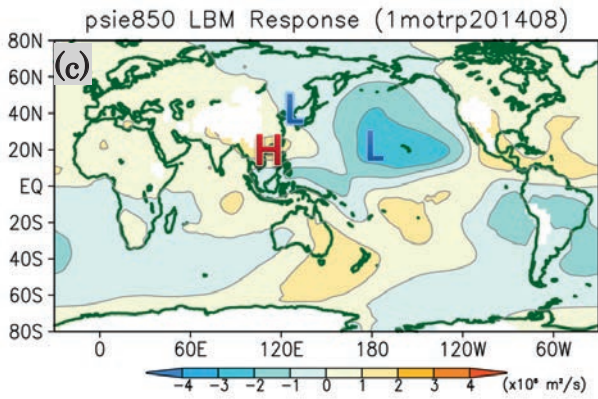 psie850 LBM Response (1motrp201408)
(c)
80N
60N
40N
20N
EQ
20S
40S
60S
80S
L
H
L
0 60E 120E 180 120W 60W
-4 -3 -2 -1 0 1 2 3 4 (x10⁶ m²/s)